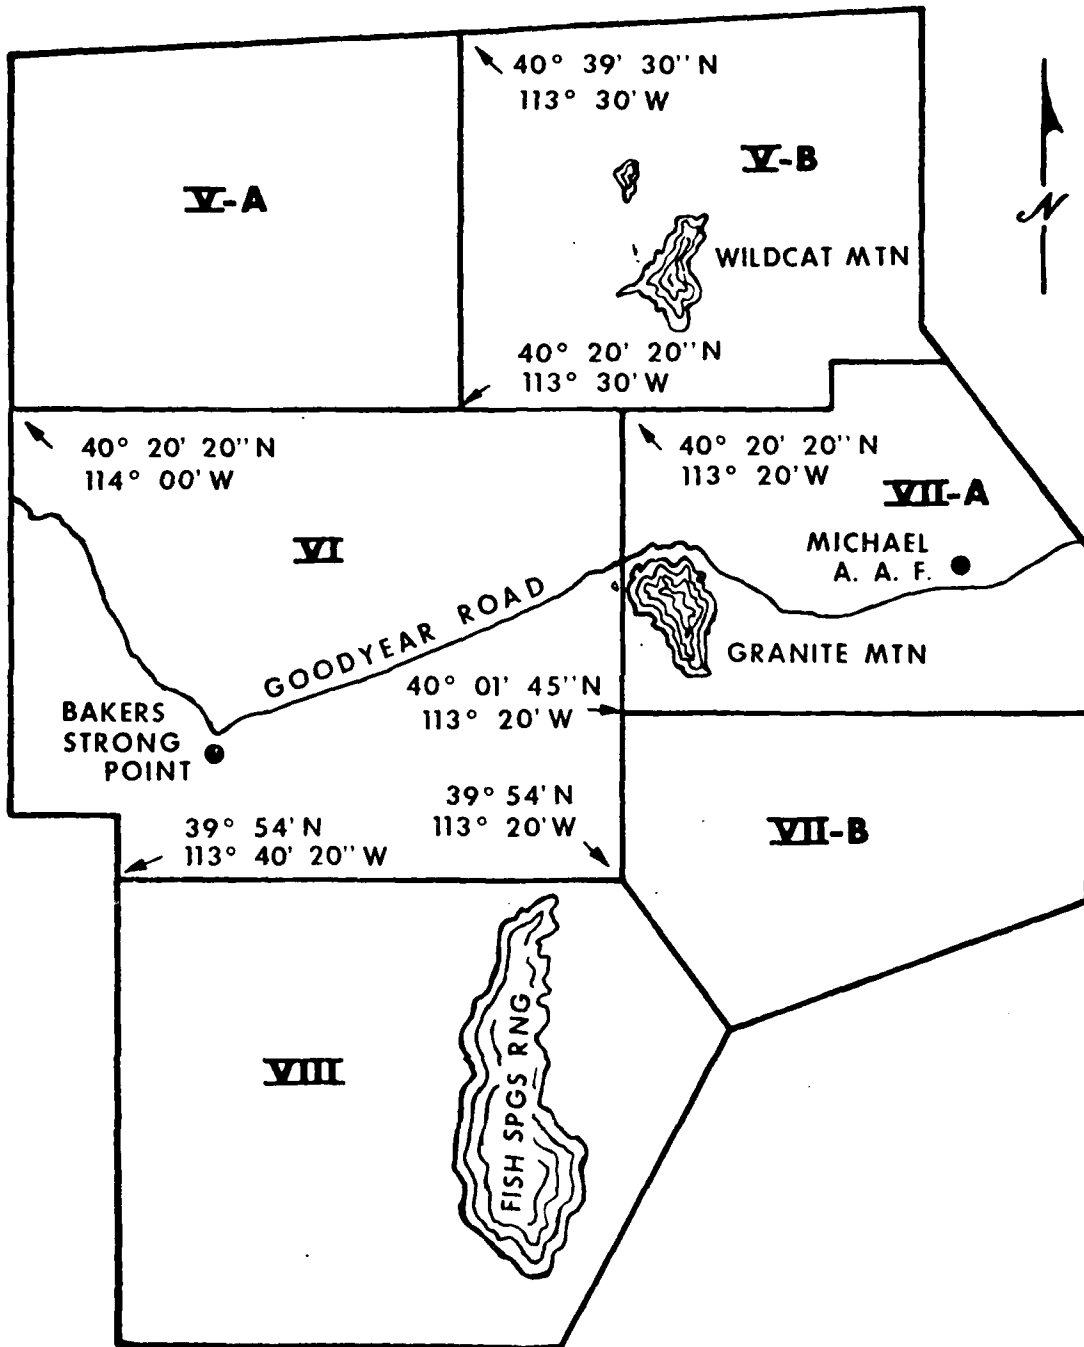 40° 39' 30" N
113° 30' W
V-A
V-B
N
WILDCAT MTN
40° 20' 20" N
113° 30' W
40° 20' 20" N
114° 00' W
40° 20' 20" N
113° 20' W
VII-A
VI
MICHAEL
A. A. F.
GOODYEAR ROAD
GRANITE MTN
40° 01' 45" N
113° 20' W
BAKERS
STRONG
POINT
39° 54' N
113° 20' W
39° 54' N
113° 40' 20" W
VII-B
VIII
FISH SPGS RNG